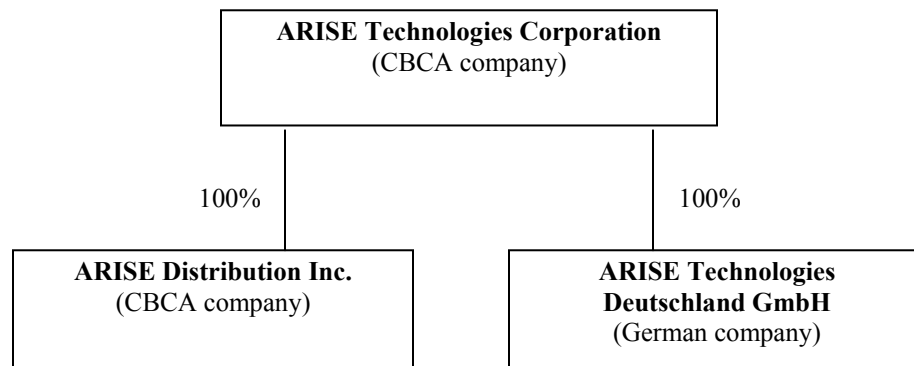 ARISE Technologies Corporation
(CBCA company)
100%
100%
ARISE Distribution Inc.
(CBCA company)
ARISE Technologies
Deutschland GmbH
(German company)